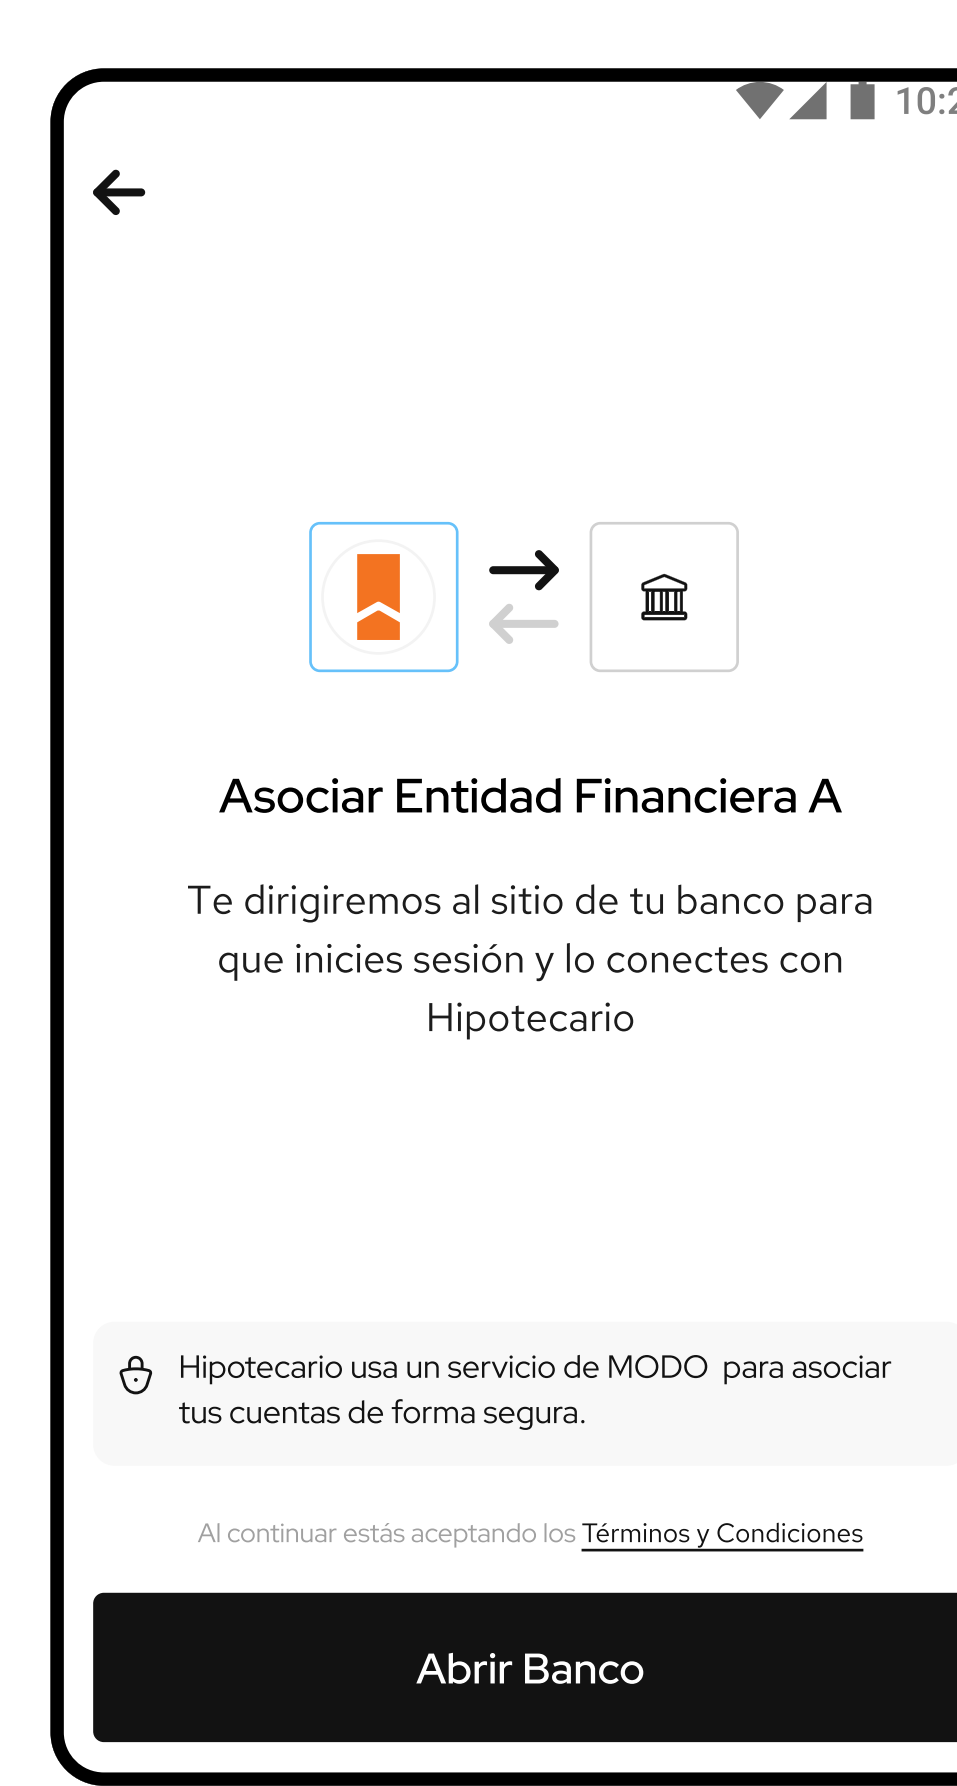 10:2
Asociar Entidad Financiera A
Te dirigiremos al sitio de tu banco para
que inicies sesión y lo conectes con
Hipotecario
Hipotecario usa un servicio de MODO para asociar
tus cuentas de forma segura.
Al continuar estás aceptando los Términos y Condiciones
Abrir Banco